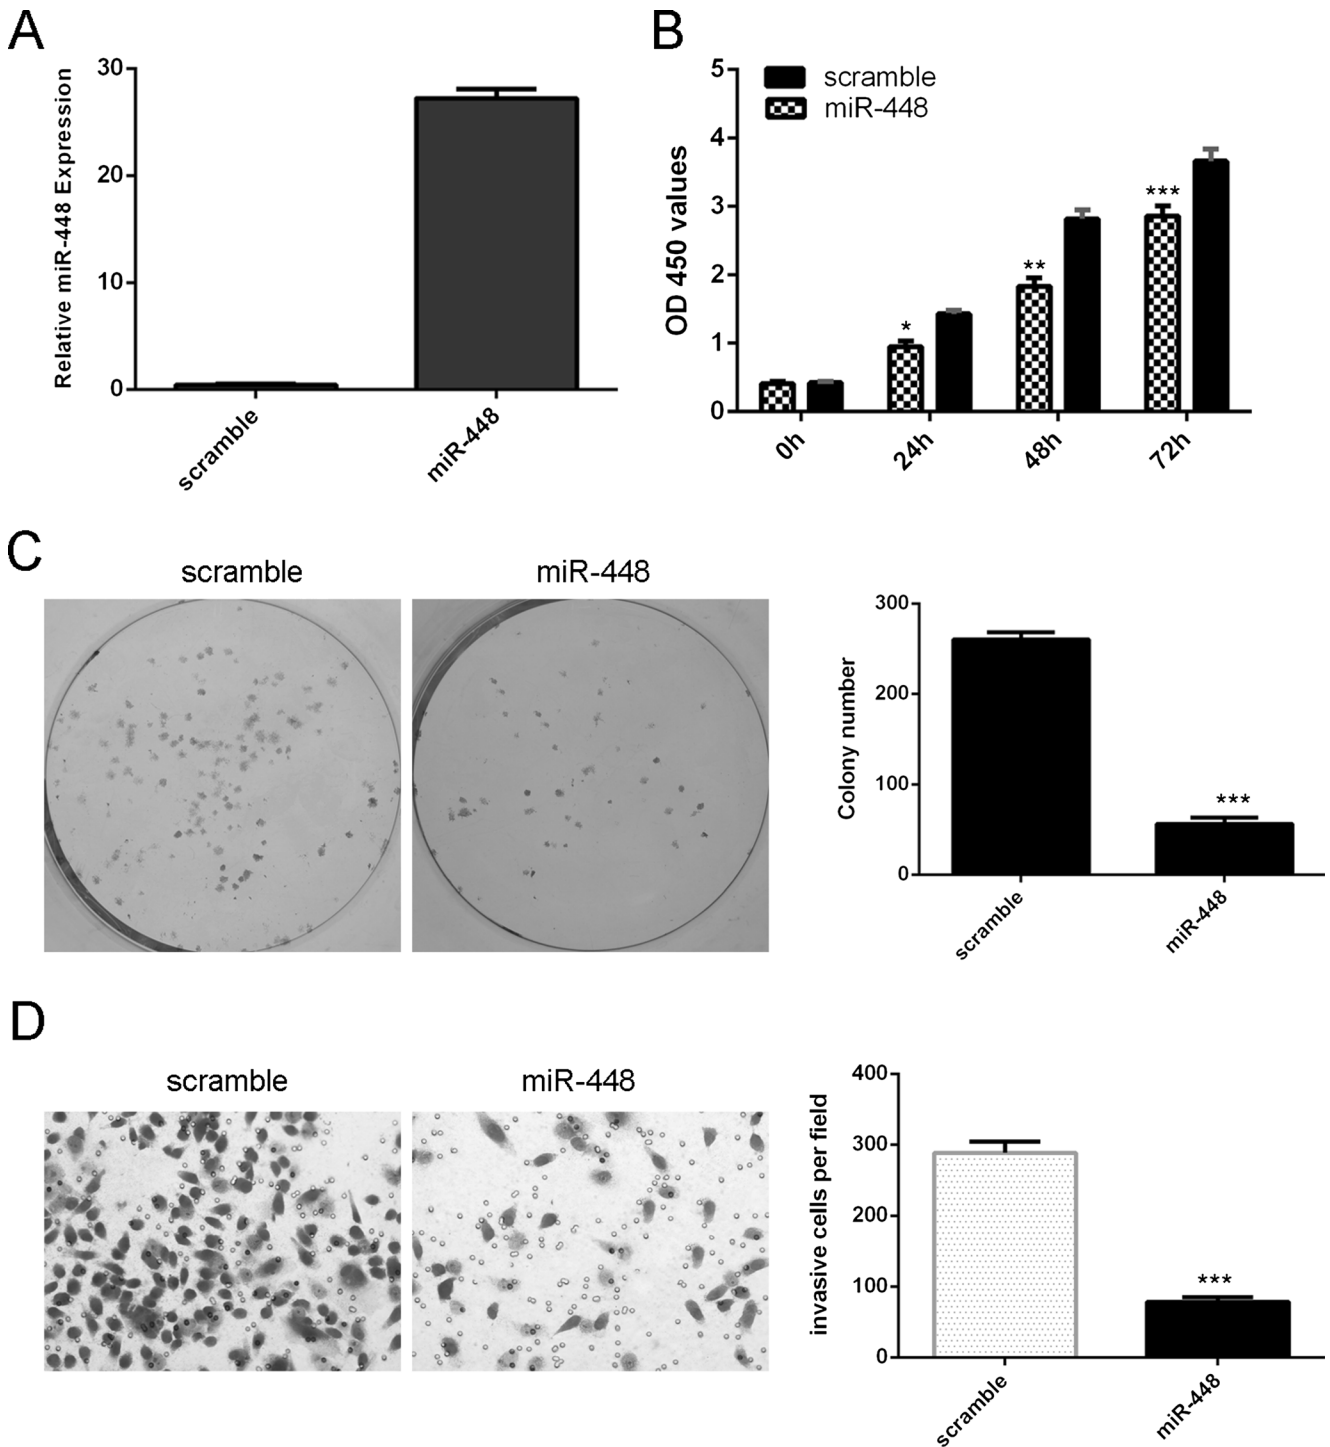 A
Relative miR-448 Expression
30
20
10
0
scramble
miR-448
B
OD 450 values
5
4
3
2
1
0
scramble
miR-448
*
**
***
0h
24h
48h
72h
C
scramble
miR-448
Colony number
300
200
100
0
***
scramble
miR-448
D
scramble
miR-448
invasive cells per field
400
300
200
100
0
***
scramble
miR-448